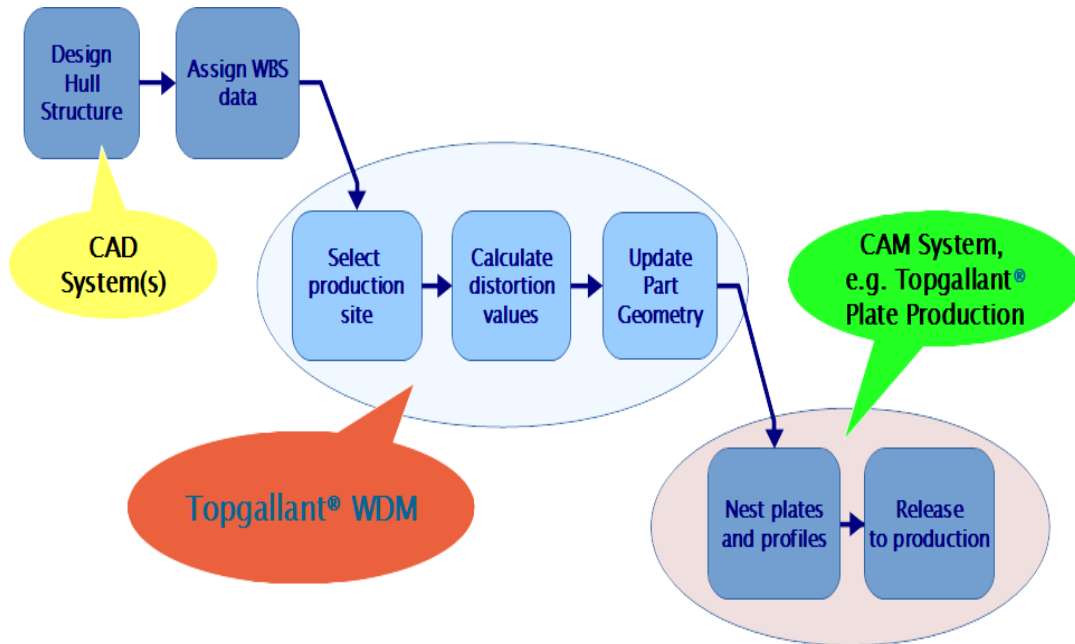 Design
Hull
Structure
Assign WBS
data
CAD
System(s)
Select
production
site
Calculate
distortion
values
Update
Part
Geometry
CAM System,
e.g. Topgallant®
Plate Production
Topgallant® WDM
Nest plates
and profiles
Release
to production